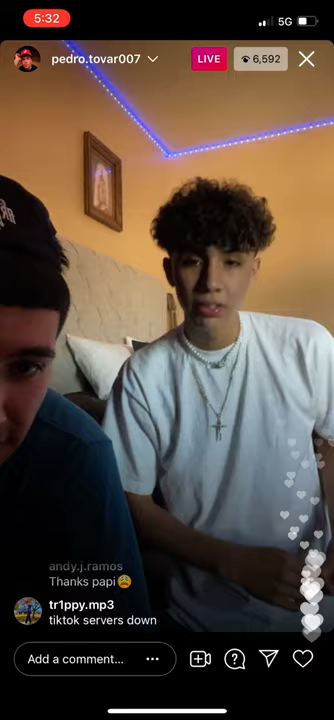 5:32
5G
pedro.tovar007
LIVE
6,592
andy.j.ramos
Thanks papi😩
tr1ppy.mp3
tiktok servers down
Add a comment...